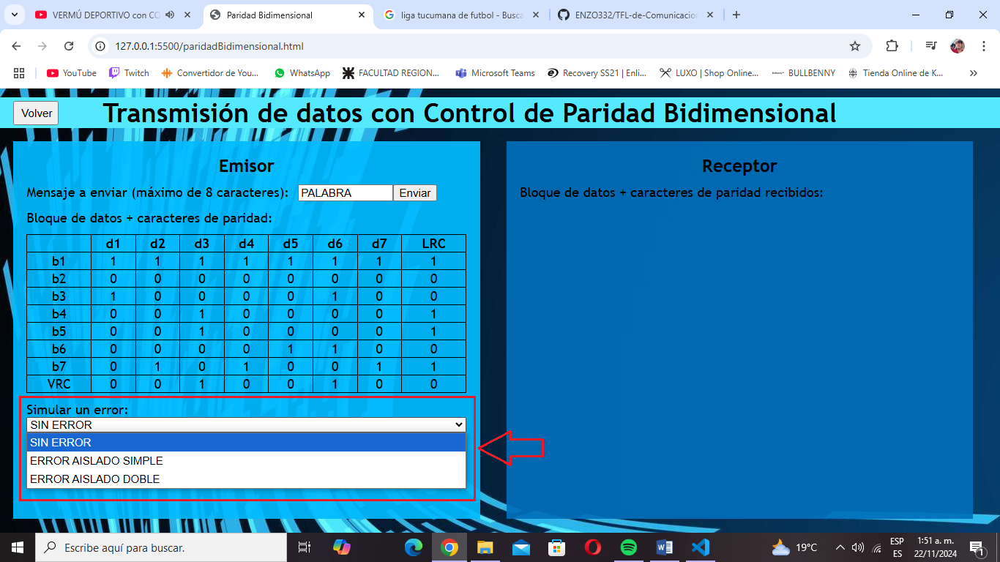 VERMÚ DEPORTIVO con CO
Paridad Bidimensional
liga tucumana de futbol - Busca
ENZO332/TFL-de-Comunicacion
127.0.0.1:5500/paridadBidimensional.html
YouTube Twitch Convertidor de You... WhatsApp FACULTAD REGION... Microsoft Teams Recovery SS21 | Enli... LUXO | Shop Online... BULLBENNY Tienda Online de K...
Volver Transmisión de datos con Control de Paridad Bidimensional
Emisor
Mensaje a enviar (máximo de 8 caracteres): PALABRA Enviar
Bloque de datos + caracteres de paridad:
d1 d2 d3 d4 d5 d6 d7 LRC
b1 1 1 1 1 1 1 1 1
b2 0 0 0 0 0 0 0 0
b3 1 0 0 0 0 1 0 0
b4 0 0 1 0 0 0 0 1
b5 0 0 1 0 0 0 0 1
b6 0 0 0 0 1 1 0 0
b7 0 1 0 1 0 0 1 1
VRC 0 0 1 0 0 1 0 0
Simular un error:
SIN ERROR
SIN ERROR
ERROR AISLADO SIMPLE
ERROR AISLADO DOBLE
Receptor
Bloque de datos + caracteres de paridad recibidos:
Escribe aquí para buscar.
19°C
ESP
ES
1:51 a. m.
22/11/2024
1